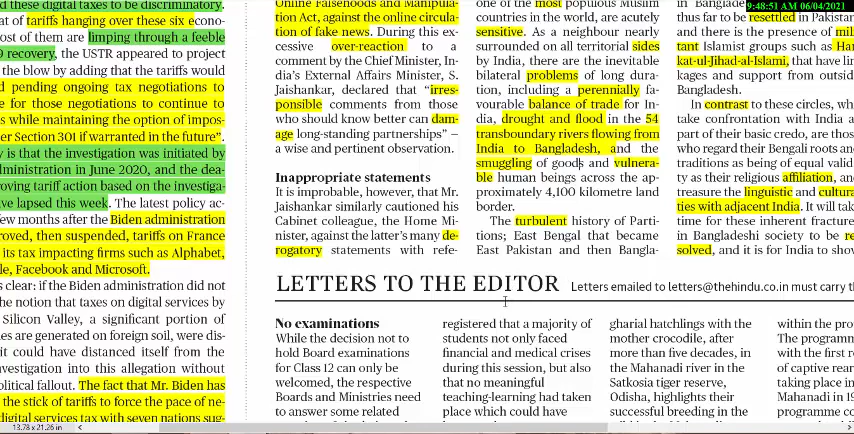 d these digital taxes to be discriminatory.
at of tariffs hanging over these six econo-
ost of them are limping through a feeble
9 recovery, the USTR appeared to project
the blow by adding that the tariffs would
d pending ongoing tax negotiations to
e for those negotiations to continue to
s while maintaining the option of impos-
er Section 301 if warranted in the future”.
y is that the investigation was initiated by
dministration in June 2020, and the dea-
roving tariff action based on the investiga-
ve lapsed this week. The latest policy ac-
few months after the Biden administration
roved, then suspended, tariffs on France
its tax impacting firms such as Alphabet,
le, Facebook and Microsoft.
s clear: if the Biden administration did not
he notion that taxes on digital services by
Silicon Valley, a significant portion of
es are generated on foreign soil, were dis-
it could have distanced itself from the
nvestigation into this allegation without
olitical fallout. The fact that Mr. Biden has
the stick of tariffs to force the pace of ne-
digital services tax with seven nations sug-
Online Falsehoods and Manipula-
tion Act, against the online circula-
tion of fake news. During this ex-
cessive over-reaction to a
comment by the Chief Minister, In-
dia’s External Affairs Minister, S.
Jaishankar, declared that “irres-
ponsible comments from those
who should know better can dam-
age long-standing partnerships” –
a wise and pertinent observation.
Inappropriate statements
It is improbable, however, that Mr.
Jaishankar similarly cautioned his
Cabinet colleague, the Home Mi-
nister, against the latter’s many de-
rogatory statements with refe-
one of the most populous Muslim
countries in the world, are acutely
sensitive. As a neighbour nearly
surrounded on all territorial sides
by India, there are the inevitable
bilateral problems of long dura-
tion, including a perennially fa-
vourable balance of trade for In-
dia, drought and flood in the 54
transboundary rivers flowing from
India to Bangladesh, and the
smuggling of goods and vulnera-
ble human beings across the ap-
proximately 4,100 kilometre land
border.
The turbulent history of Parti-
tions; East Bengal that became
East Pakistan and then Bangla-
in Banglade
9:48:51 AM 06/04/2021
thus far to be resettled in Pakistan
and there is the presence of mil
tant Islamist groups such as Har
kat-ul-Jihad-al-Islami, that have lin
kages and support from outsid
Bangladesh.
In contrast to these circles, wh
take confrontation with India a
part of their basic credo, are thos
who regard their Bengali roots an
traditions as being of equal valid
ty as their religious affiliation, an
treasure the linguistic and cultura
ties with adjacent India. It will tak
time for these inherent fracture
in Bangladeshi society to be re
solved, and it is for India to show
LETTERS TO THE EDITOR
Letters emailed to letters@thehindu.co.in must carry th
No examinations
While the decision not to
hold Board examinations
for Class 12 can only be
welcomed, the respective
Boards and Ministries need
to answer some related
registered that a majority of
students not only faced
financial and medical crises
during this session, but also
that no meaningful
teaching-learning had taken
place which could have
gharial hatchlings with the
mother crocodile, after
more than five decades, in
the Mahanadi river in the
Satkosia tiger reserve,
Odisha, highlights their
successful breeding in the
within the pro
The programm
with the first r
of captive rear
taking place in
Mahanadi in 19
programme co
13.78 x 21.26 in